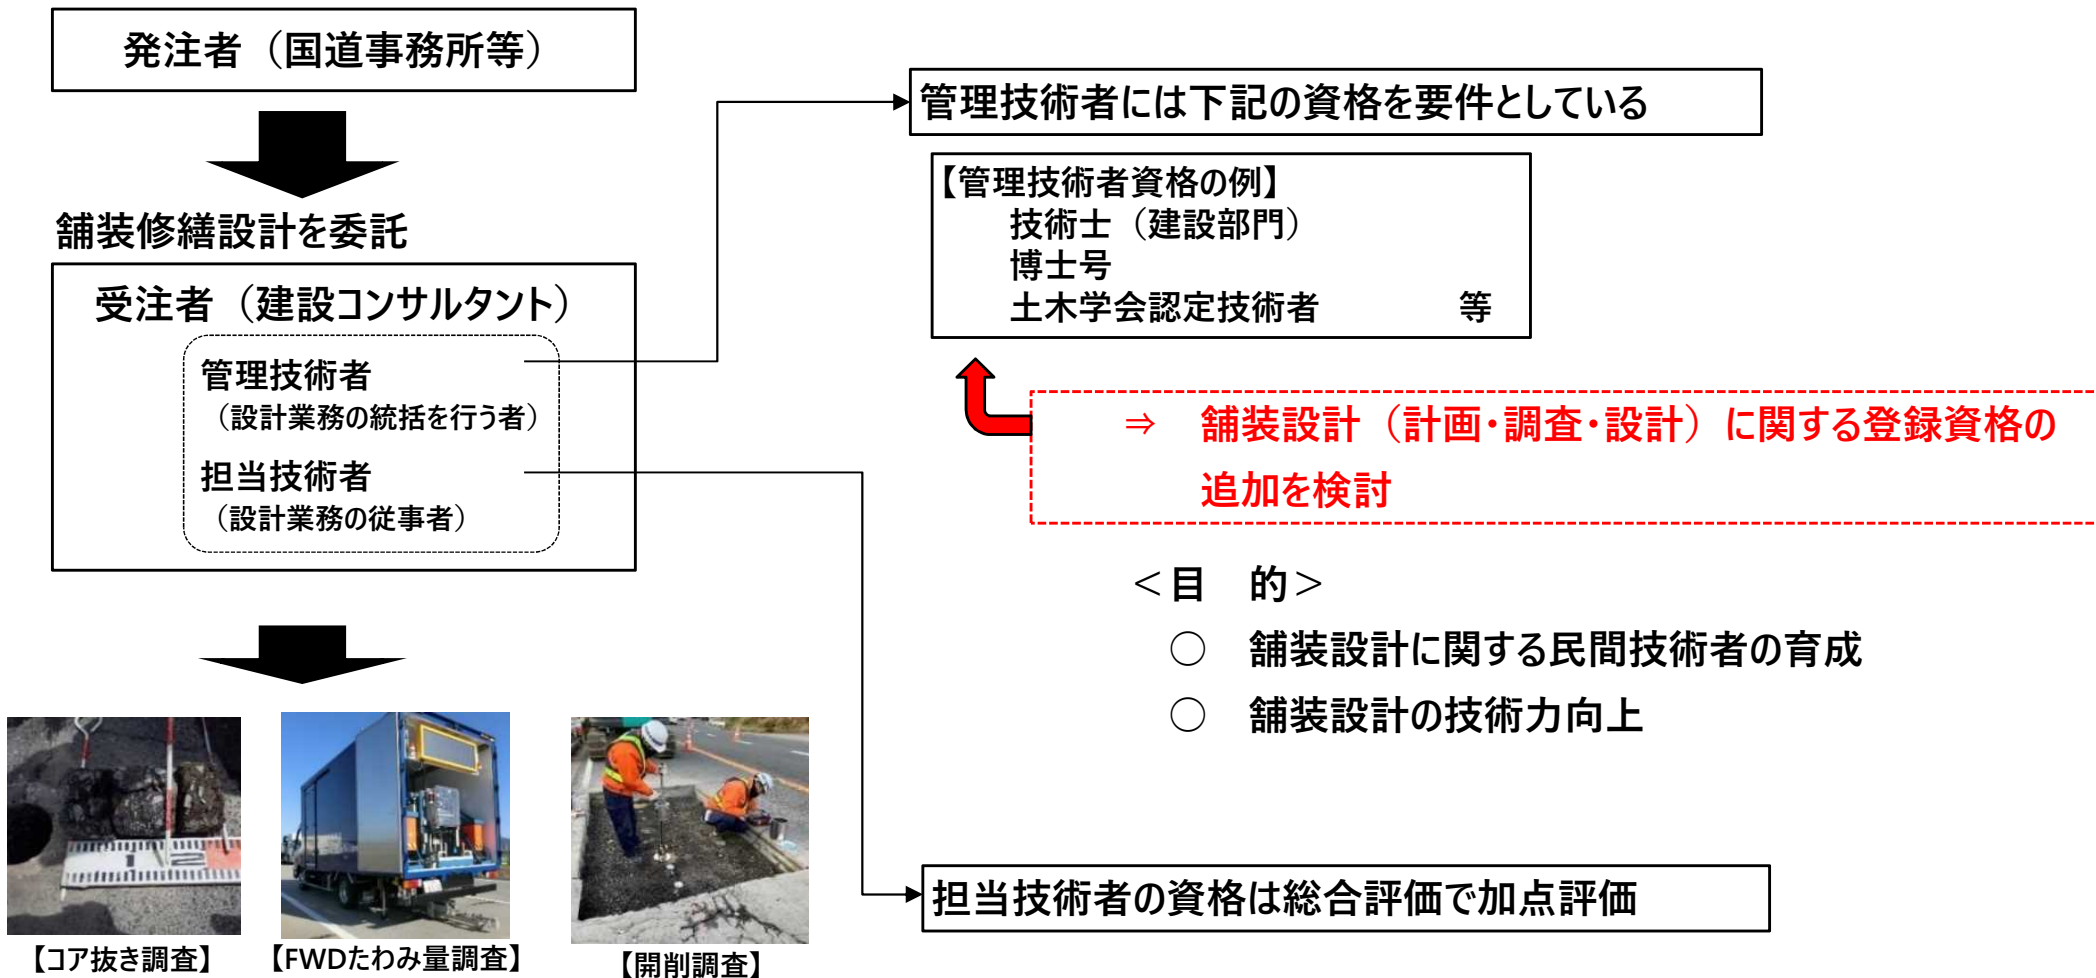 発注者（国道事務所等）
舗装修繕設計を委託
受注者（建設コンサルタント）
管理技術者
（設計業務の統括を行う者）
担当技術者
（設計業務の従事者）
管理技術者には下記の資格を要件としている
【管理技術者資格の例】
技術士（建設部門）
博士号
土木学会認定技術者　　　等
⇒　舗装設計（計画・調査・設計）に関する登録資格の
追加を検討
＜目　的＞
○　舗装設計に関する民間技術者の育成
○　舗装設計の技術力向上
担当技術者の資格は総合評価で加点評価
1 2
【コア抜き調査】
【FWDたわみ量調査】
【開削調査】